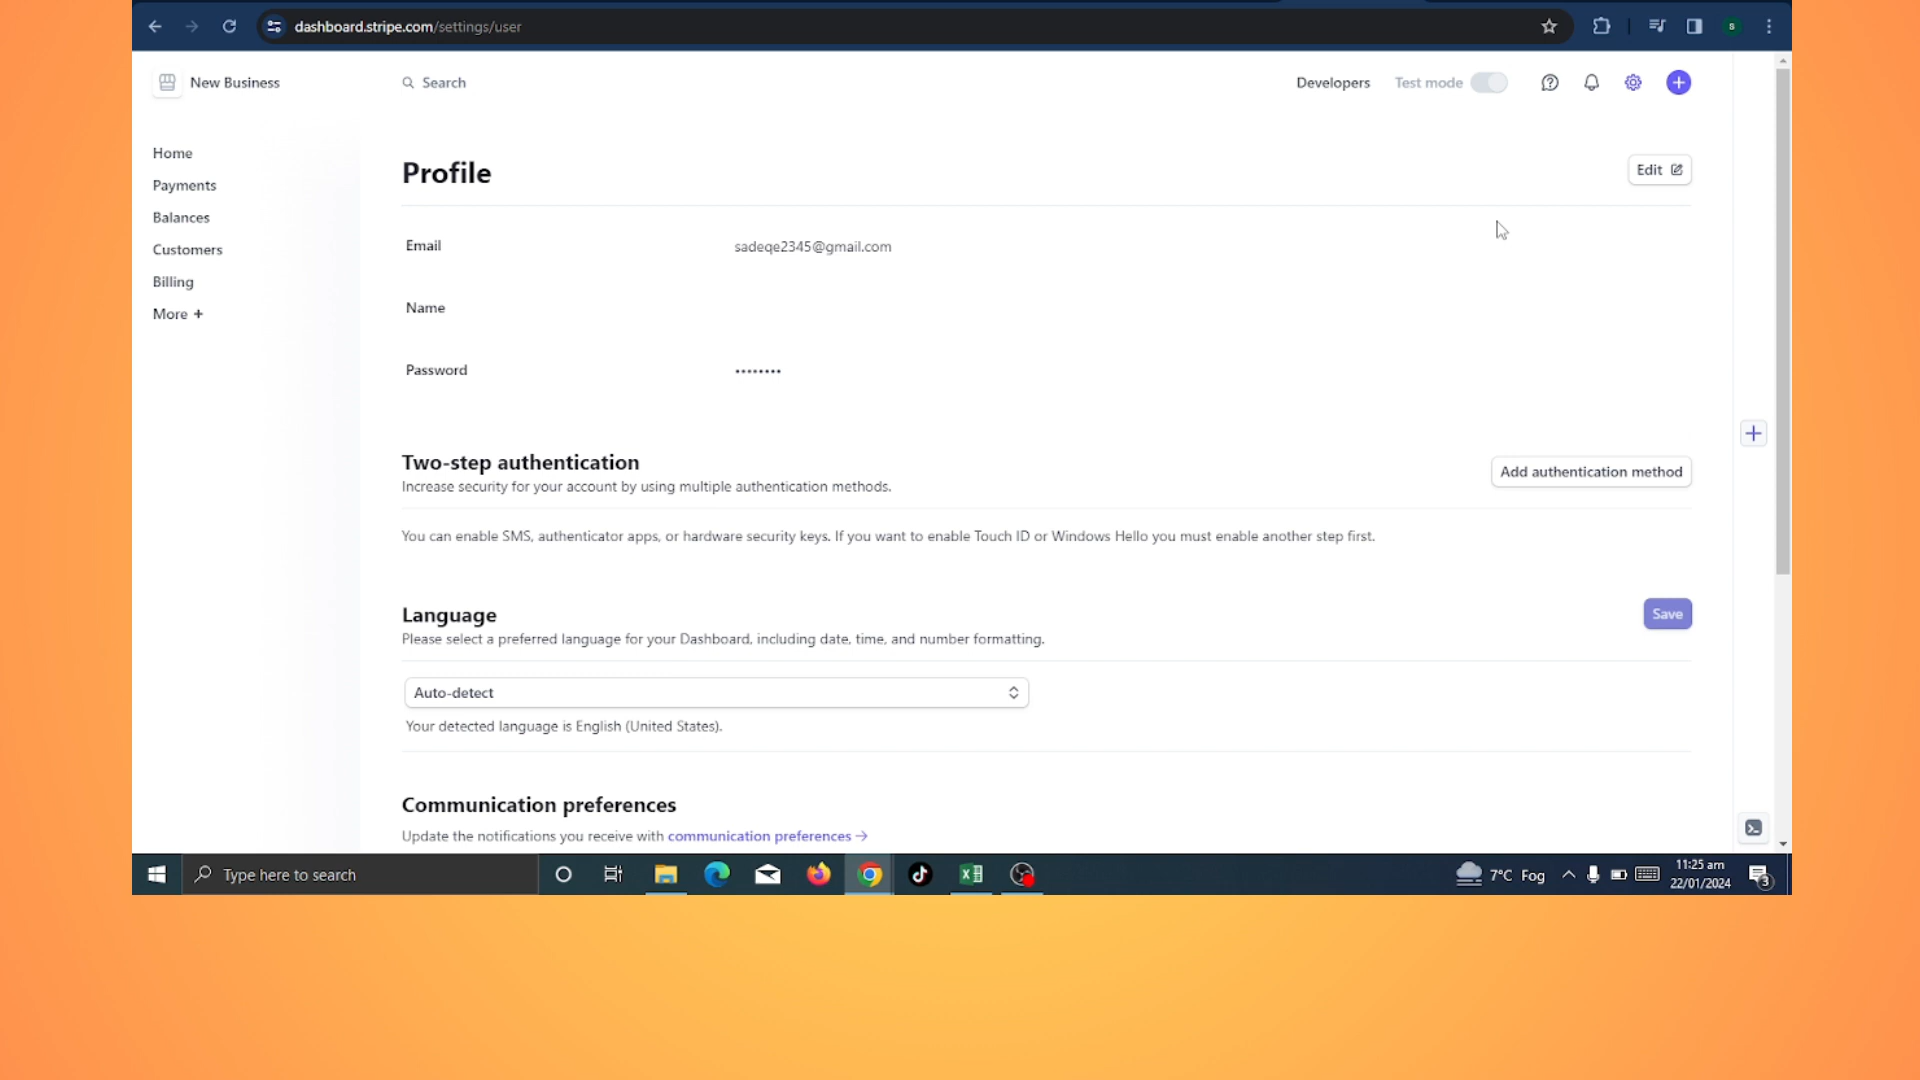 dashboard.stripe.com/settings/user
s
New Business
Search
Developers
Test mode
Home
Payments
Balances
Customers
Billing
More +
Profile
Edit
Email
sadeqe2345@gmail.com
Name
Password
••••••••
Two-step authentication
Increase security for your account by using multiple authentication methods.
Add authentication method
You can enable SMS, authenticator apps, or hardware security keys. If you want to enable Touch ID or Windows Hello you must enable another step first.
Language
Please select a preferred language for your Dashboard, including date, time, and number formatting.
Save
Auto-detect
Your detected language is English (United States).
Communication preferences
Update the notifications you receive with communication preferences →
Type here to search
7°C Fog
11:25 am
22/01/2024
3